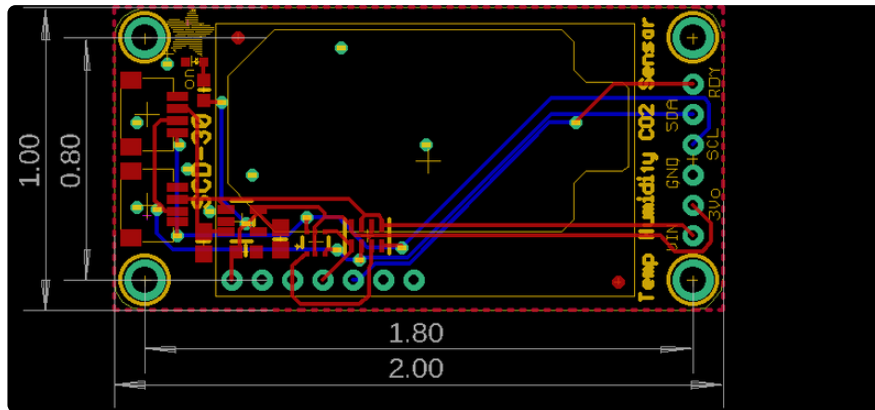 on
SCD-30
1.00
0.80
Temp Humidity CO2 Sensor
RDY
SDA
SCL
GND
3Vo
VIN
1.80
2.00